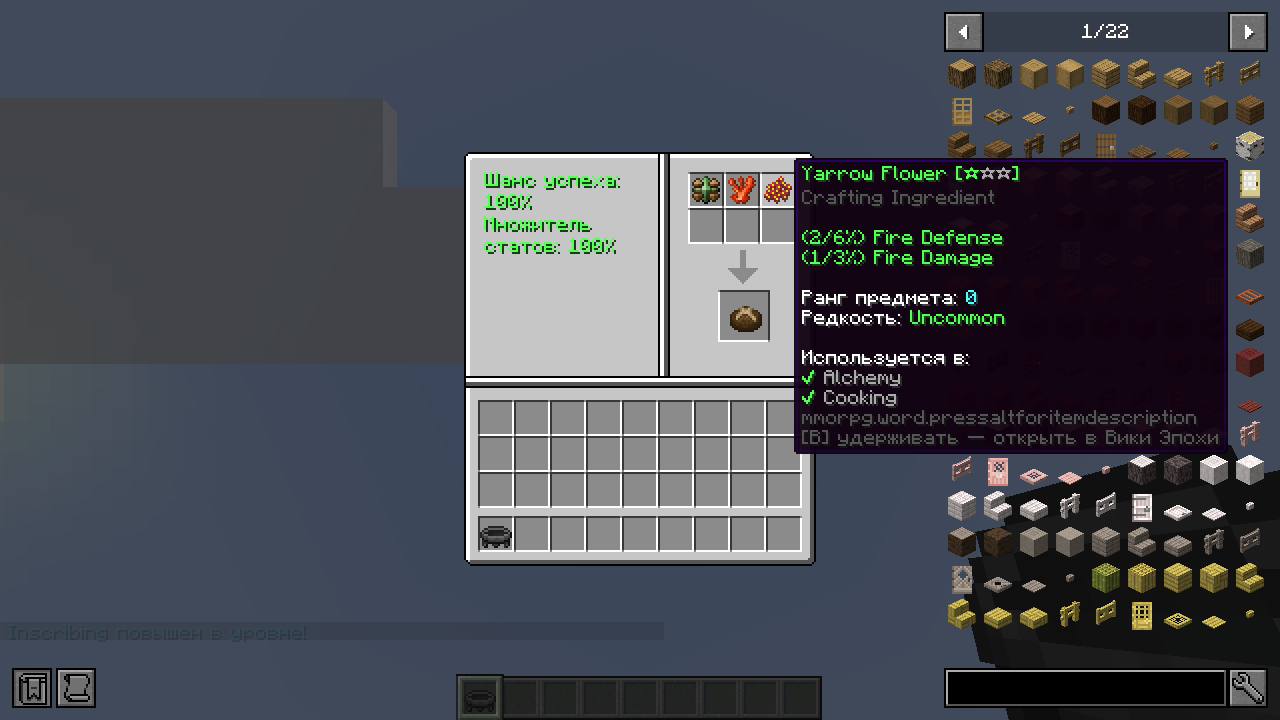 1/22
Шанс успеха:
100%
Множитель
статов: 100%
Yarrow Flower [★★★]
Crafting Ingredient
(2/6%) Fire Defense
(1/3%) Fire Damage
Ранг предмета: 0
Редкость: Uncommon
Используется в:
✓ Alchemy
✓ Cooking
mmorpg.word.pressaltforitemdescription
[B] удерживать — открыть в Вики Эпохи
Inscribing повышен в уровне!